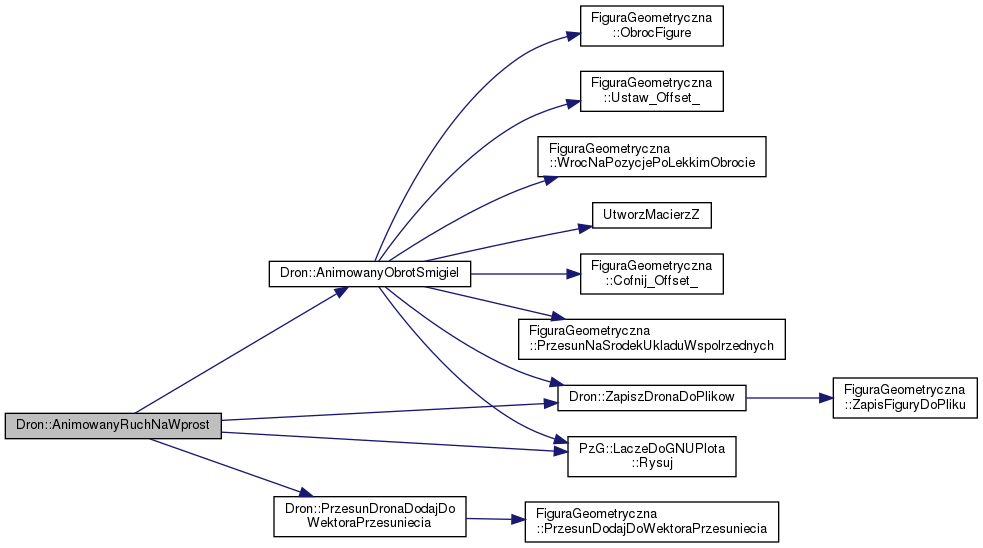 FiguraGeometryczna
::ObrocFigure
FiguraGeometryczna
::Ustaw_Offset_
FiguraGeometryczna
::WrocNaPozycjePoLekkimObrocie
UtworzMacierzZ
Dron::AnimowanyObrotSmigiel
FiguraGeometryczna
::Cofnij_Offset_
FiguraGeometryczna
::PrzesunNaSrodekUkladuWspolrzednych
Dron::ZapiszDronaDoPlikow
FiguraGeometryczna
::ZapisFiguryDoPliku
Dron::AnimowanyRuchNaWprost
PzG::LaczeDoGNUPlota
::Rysuj
Dron::PrzesunDronaDodajDo
WektoraPrzesuniecia
FiguraGeometryczna
::PrzesunDodajDoWektoraPrzesuniecia